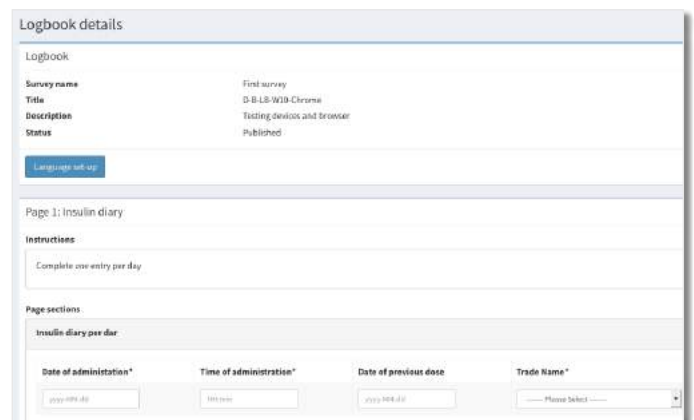 Logbook details
Logbook
Survey name First survey
Title D-B-LB-W10-Chrome
Description Testing devices and browser
Status Published
Language set-up
Page 1: Insulin diary
Instructions
Complete one entry per day
Page sections
Insulin diary per dar
Date of administation* Time of administration* Date of previous dose Trade Name*
yyyy-MM-dd HH:mm yyyy-MM-dd ------- Please Select -------